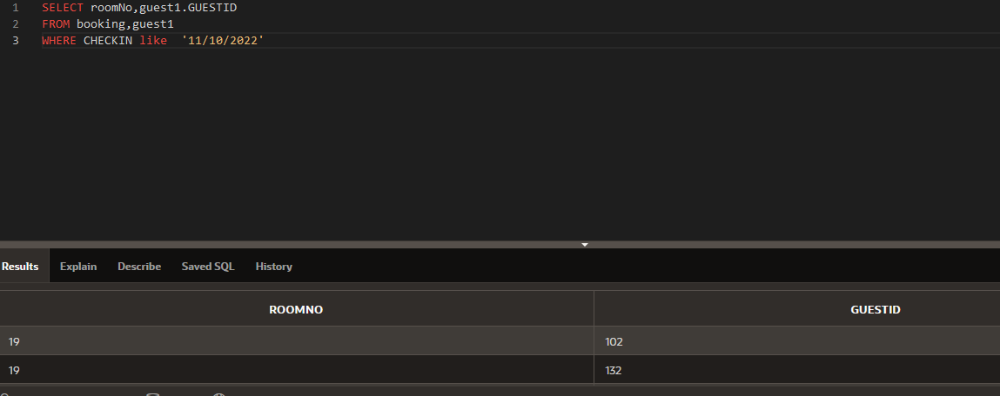 1 SELECT roomNo,guest1.GUESTID
2 FROM booking,guest1
3 WHERE CHECKIN like  '11/10/2022'
Results Explain Describe Saved SQL History
ROOMNO GUESTID
19 102
19 132